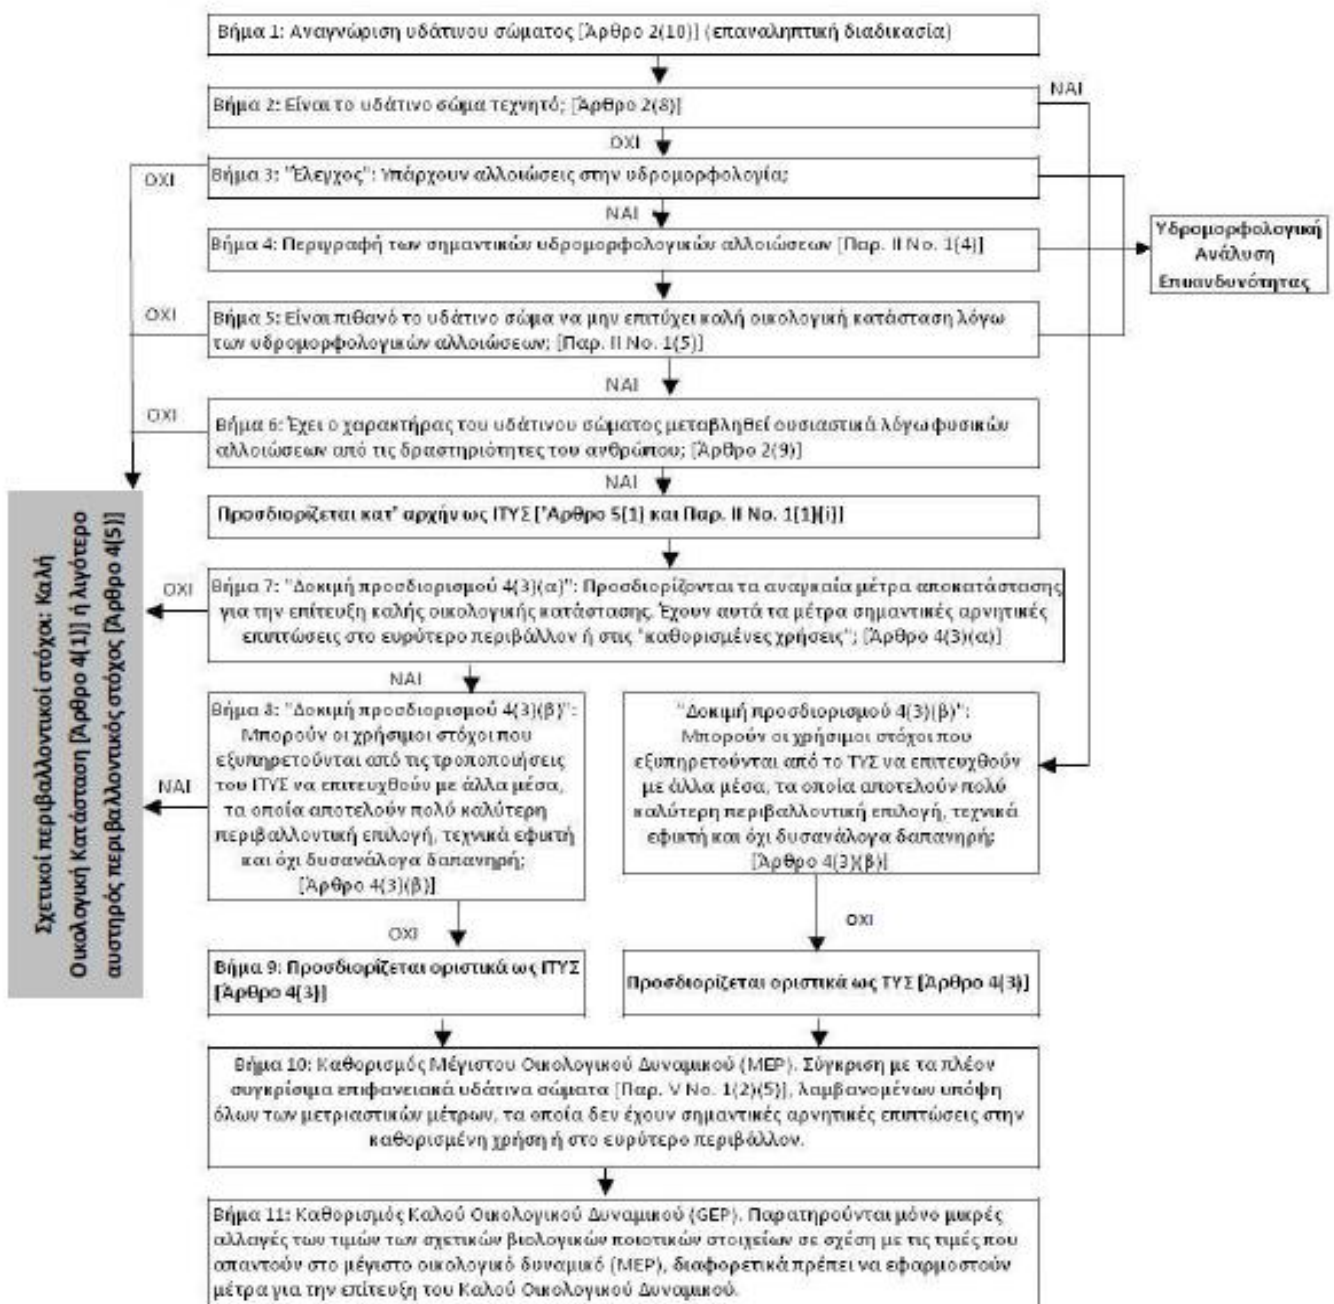 Βήμα 1: Αναγνώριση υδάτινου σώματος [Άρθρο 2(10)] (επαναληπτική διαδικασία)
Βήμα 2: Είναι το υδάτινο σώμα τεχνητό; [Άρθρο 2(8)]
ΝΑΙ
ΟΧΙ
ΟΧΙ
Βήμα 3: "Έλεγχος": Υπάρχουν αλλοιώσεις στην υδρομορφολογία;
ΝΑΙ
Βήμα 4: Περιγραφή των σημαντικών υδρομορφολογικών αλλοιώσεων [Παρ. ΙΙ Νο. 1(4)]
Υδρομορφολογική
Ανάλυση
Επικινδυνότητας
ΟΧΙ
Βήμα 5: Είναι πιθανό το υδάτινο σώμα να μην επιτύχει καλή οικολογική κατάσταση λόγω
των υδρομορφολογικών αλλοιώσεων; [Παρ. ΙΙ Νο. 1(5)]
ΝΑΙ
ΟΧΙ
Βήμα 6: Έχει ο χαρακτήρας του υδάτινου σώματος μεταβληθεί ουσιαστικά λόγω φυσικών
αλλοιώσεων από τις δραστηριότητες του ανθρώπου; [Άρθρο 2(9)]
ΝΑΙ
Προσδιορίζεται κατ' αρχήν ως ΙΤΥΣ ['Αρθρο 5(1) και Παρ. ΙΙ Νο. 1(1)(i)]
ΟΧΙ
Βήμα 7: "Δοκιμή προσδιορισμού 4(3)(α)": Προσδιορίζονται τα αναγκαία μέτρα αποκατάστασης
για την επίτευξη καλής οικολογικής κατάστασης. Έχουν αυτά τα μέτρα σημαντικές αρνητικές
επιπτώσεις στο ευρύτερο περιβάλλον ή στις "καθορισμένες χρήσεις"; [Άρθρο 4(3)(α)]
Σχετικοί περιβαλλοντικοί στόχοι: Καλή
Οικολογική Κατάσταση [Άρθρο 4(1)] ή λιγότερο
αυστηρός περιβαλλοντικός στόχος [Άρθρο 4(5)]
ΝΑΙ
ΝΑΙ
Βήμα 8: "Δοκιμή προσδιορισμού 4(3)(β)":
Μπορούν οι χρήσιμοι στόχοι που
εξυπηρετούνται από τις τροποποιήσεις
του ΙΤΥΣ να επιτευχθούν με άλλα μέσα,
τα οποία αποτελούν πολύ καλύτερη
περιβαλλοντική επιλογή, τεχνικά εφικτή
και όχι δυσανάλογα δαπανηρή;
[Άρθρο 4(3)(β)]
"Δοκιμή προσδιορισμού 4(3)(β)":
Μπορούν οι χρήσιμοι στόχοι που
εξυπηρετούνται από το ΤΥΣ να επιτευχθούν
με άλλα μέσα, τα οποία αποτελούν πολύ
καλύτερη περιβαλλοντική επιλογή, τεχνικά
εφικτή και όχι δυσανάλογα δαπανηρή;
[Άρθρο 4(3)(β)]
ΟΧΙ
ΟΧΙ
Βήμα 9: Προσδιορίζεται οριστικά ως ΙΤΥΣ
[Άρθρο 4(3)]
Προσδιορίζεται οριστικά ως ΤΥΣ [Άρθρο 4(3)]
Βήμα 10: Καθορισμός Μέγιστου Οικολογικού Δυναμικού (MEP). Σύγκριση με τα πλέον
συγκρίσιμα επιφανειακά υδάτινα σώματα [Παρ. V No. 1(2)(5)], λαμβανομένων υπόψη
όλων των μετριαστικών μέτρων, τα οποία δεν έχουν σημαντικές αρνητικές επιπτώσεις στην
καθορισμένη χρήση ή στο ευρύτερο περιβάλλον.
Βήμα 11: Καθορισμός Καλού Οικολογικού Δυναμικού (GEP). Παρατηρούνται μόνο μικρές
αλλαγές των τιμών των σχετικών βιολογικών ποιοτικών στοιχείων σε σχέση με τις τιμές που
απαντούν στο μέγιστο οικολογικό δυναμικό (MEP), διαφορετικά πρέπει να εφαρμοστούν
μέτρα για την επίτευξη του Καλού Οικολογικού Δυναμικού.